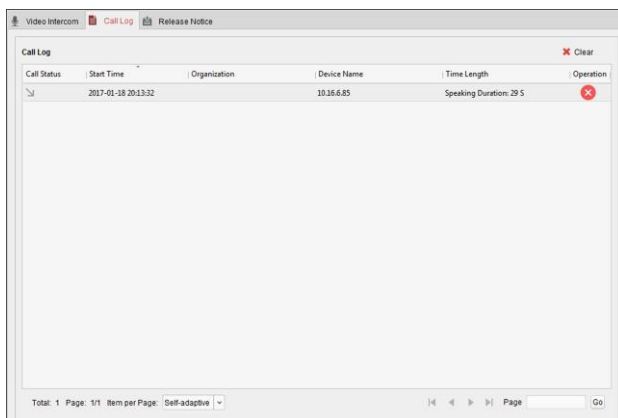 Video Intercom Call Log Release Notice
Call Log Clear
Call Status Start Time Organization Device Name Time Length Operation
2017-01-18 20:13:32 10.16.6.85 Speaking Duration: 29 S
Total: 1 Page: 1/1 Item per Page: Self-adaptive Page Go